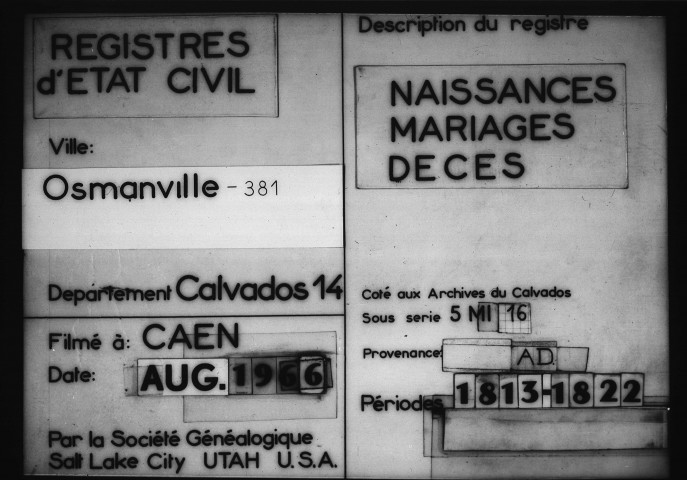 REGISTRES
d'ETAT CIVIL
Ville:
Osmanville - 381
Departement Calvados 14
Filmé à: CAEN
Date: AUG. 1966
Par la Société Généalogique
Salt Lake City UTAH U.S.A.
Description du registre
NAISSANCES
MARIAGES
DECES
Coté aux Archives du Calvados
Sous serie 5 MI 16
Provenance: A.D.
Périodes 1813-1822